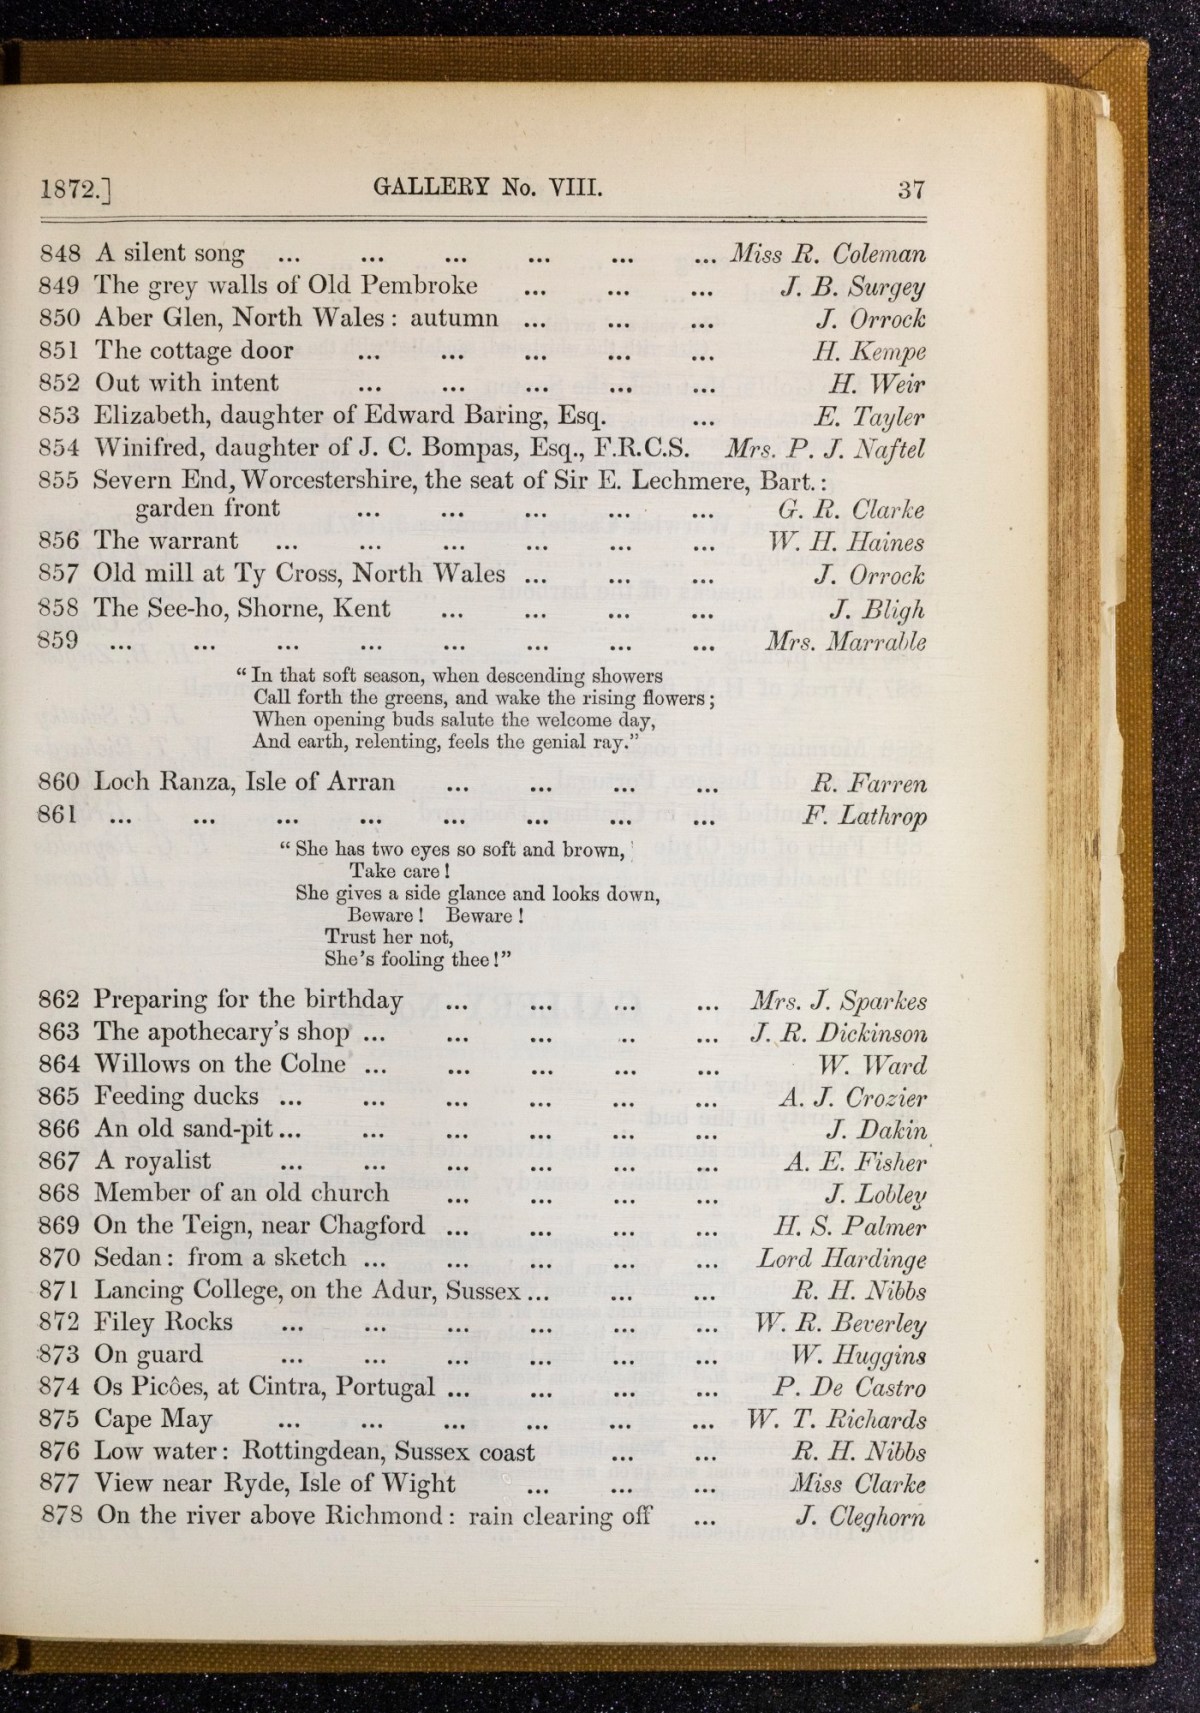 1872.] GALLERY No. VIII. 37
848 A silent song ... ... ... ... ... ... Miss R. Coleman
849 The grey walls of Old Pembroke ... ... ... J. B. Surgey
850 Aber Glen, North Wales: autumn ... ... ... J. Orrock
851 The cottage door ... ... ... ... ... H. Kempe
852 Out with intent ... ... ... ... ... H. Weir
853 Elizabeth, daughter of Edward Baring, Esq. ... E. Tayler
854 Winifred, daughter of J. C. Bompas, Esq., F.R.C.S. Mrs. P. J. Naftel
855 Severn End, Worcestershire, the seat of Sir E. Lechmere, Bart.:
garden front ... ... ... ... ... G. R. Clarke
856 The warrant ... ... ... ... ... ... W. H. Haines
857 Old mill at Ty Cross, North Wales ... ... ... J. Orrock
858 The See-ho, Shorne, Kent ... ... ... ... J. Bligh
859 ... ... ... ... ... ... ... ... Mrs. Marrable
“In that soft season, when descending showers
Call forth the greens, and wake the rising flowers;
When opening buds salute the welcome day,
And earth, relenting, feels the genial ray.”
860 Loch Ranza, Isle of Arran ... ... ... ... R. Farren
861 ... ... ... ... ... ... ... ... F. Lathrop
“She has two eyes so soft and brown,
Take care!
She gives a side glance and looks down,
Beware! Beware!
Trust her not,
She's fooling thee!”
862 Preparing for the birthday ... ... ... ... Mrs. J. Sparkes
863 The apothecary's shop ... ... ... .. ... J. R. Dickinson
864 Willows on the Colne ... ... ... ... ... W. Ward
865 Feeding ducks ... ... ... ... ... ... A. J. Crozier
866 An old sand-pit ... ... ... ... ... ... J. Dakin
867 A royalist ... ... ... ... ... ... A. E. Fisher
868 Member of an old church ... ... ... ... J. Lobley
869 On the Teign, near Chagford ... ... ... ... H. S. Palmer
870 Sedan: from a sketch ... ... ... ... ... Lord Hardinge
871 Lancing College, on the Adur, Sussex ... ... ... R. H. Nibbs
872 Filey Rocks ... ... ... ... ... ... W. R. Beverley
873 On guard ... ... ... ... ... ... W. Huggins
874 Os Picôes, at Cintra, Portugal ... ... ... ... P. De Castro
875 Cape May ... ... ... ... ... ... W. T. Richards
876 Low water: Rottingdean, Sussex coast ... ... R. H. Nibbs
877 View near Ryde, Isle of Wight ... ... ... Miss Clarke
878 On the river above Richmond: rain clearing off ... J. Cleghorn